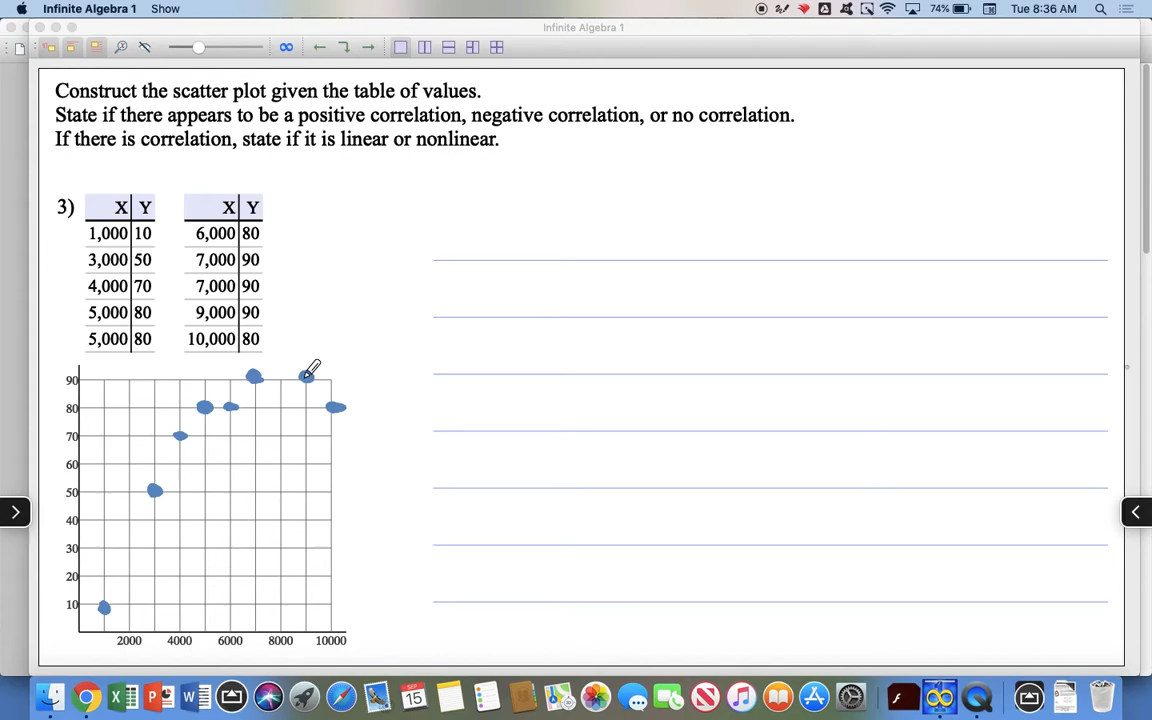 Infinite Algebra 1 Show 74% Tue 8:36 AM
Infinite Algebra 1
Construct the scatter plot given the table of values.
State if there appears to be a positive correlation, negative correlation, or no correlation.
If there is correlation, state if it is linear or nonlinear.
3) X Y X Y
1,000 10 6,000 80
3,000 50 7,000 90
4,000 70 7,000 90
5,000 80 9,000 90
5,000 80 10,000 80
90
80
70
60
50
40
30
20
10
2000 4000 6000 8000 10000
SEP
15